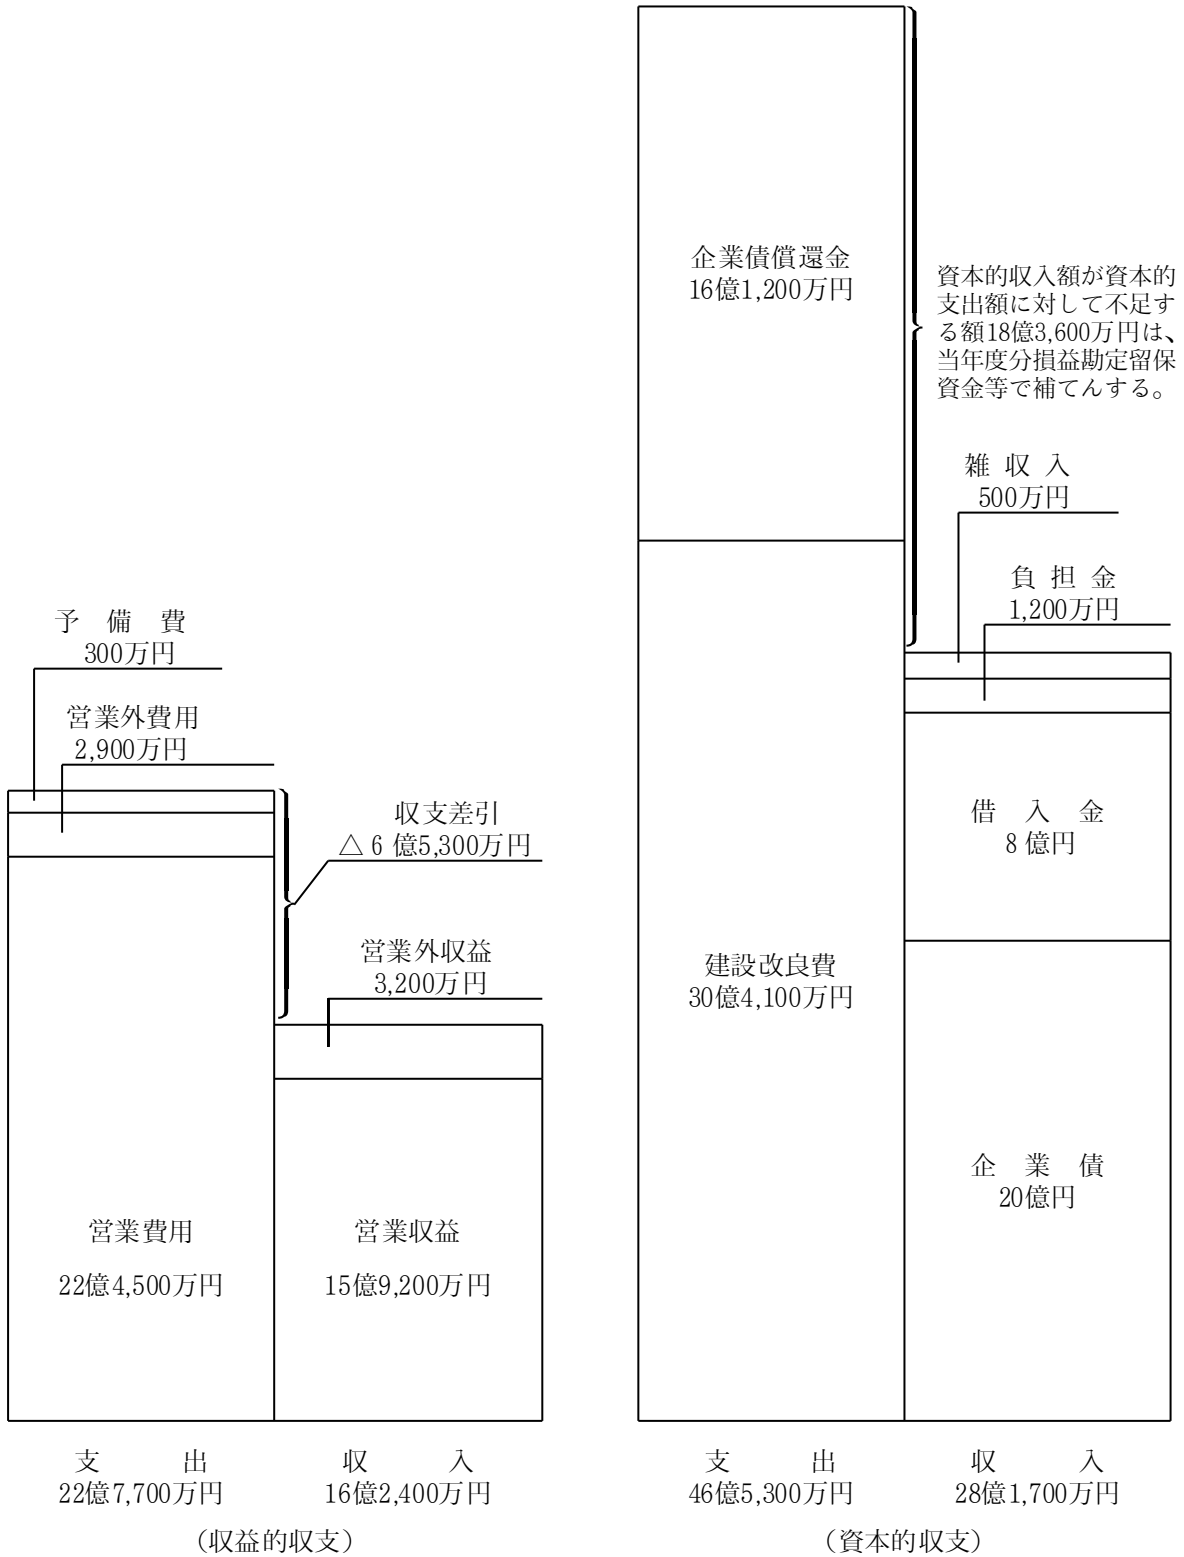 予備費
300万円
営業外費用
2,900万円
収支差引
△6億5,300万円
営業外収益
3,200万円
営業費用
22億4,500万円
営業収益
15億9,200万円
支出
22億7,700万円
収入
16億2,400万円
(収益的収支)
企業債償還金
16億1,200万円
資本的収入額が資本的
支出額に対して不足す
る額18億3,600万円は、
当年度分損益勘定留保
資金等で補てんする。
雑収入
500万円
負担金
1,200万円
借入金
8億円
建設改良費
30億4,100万円
企業債
20億円
支出
46億5,300万円
収入
28億1,700万円
(資本的収支)